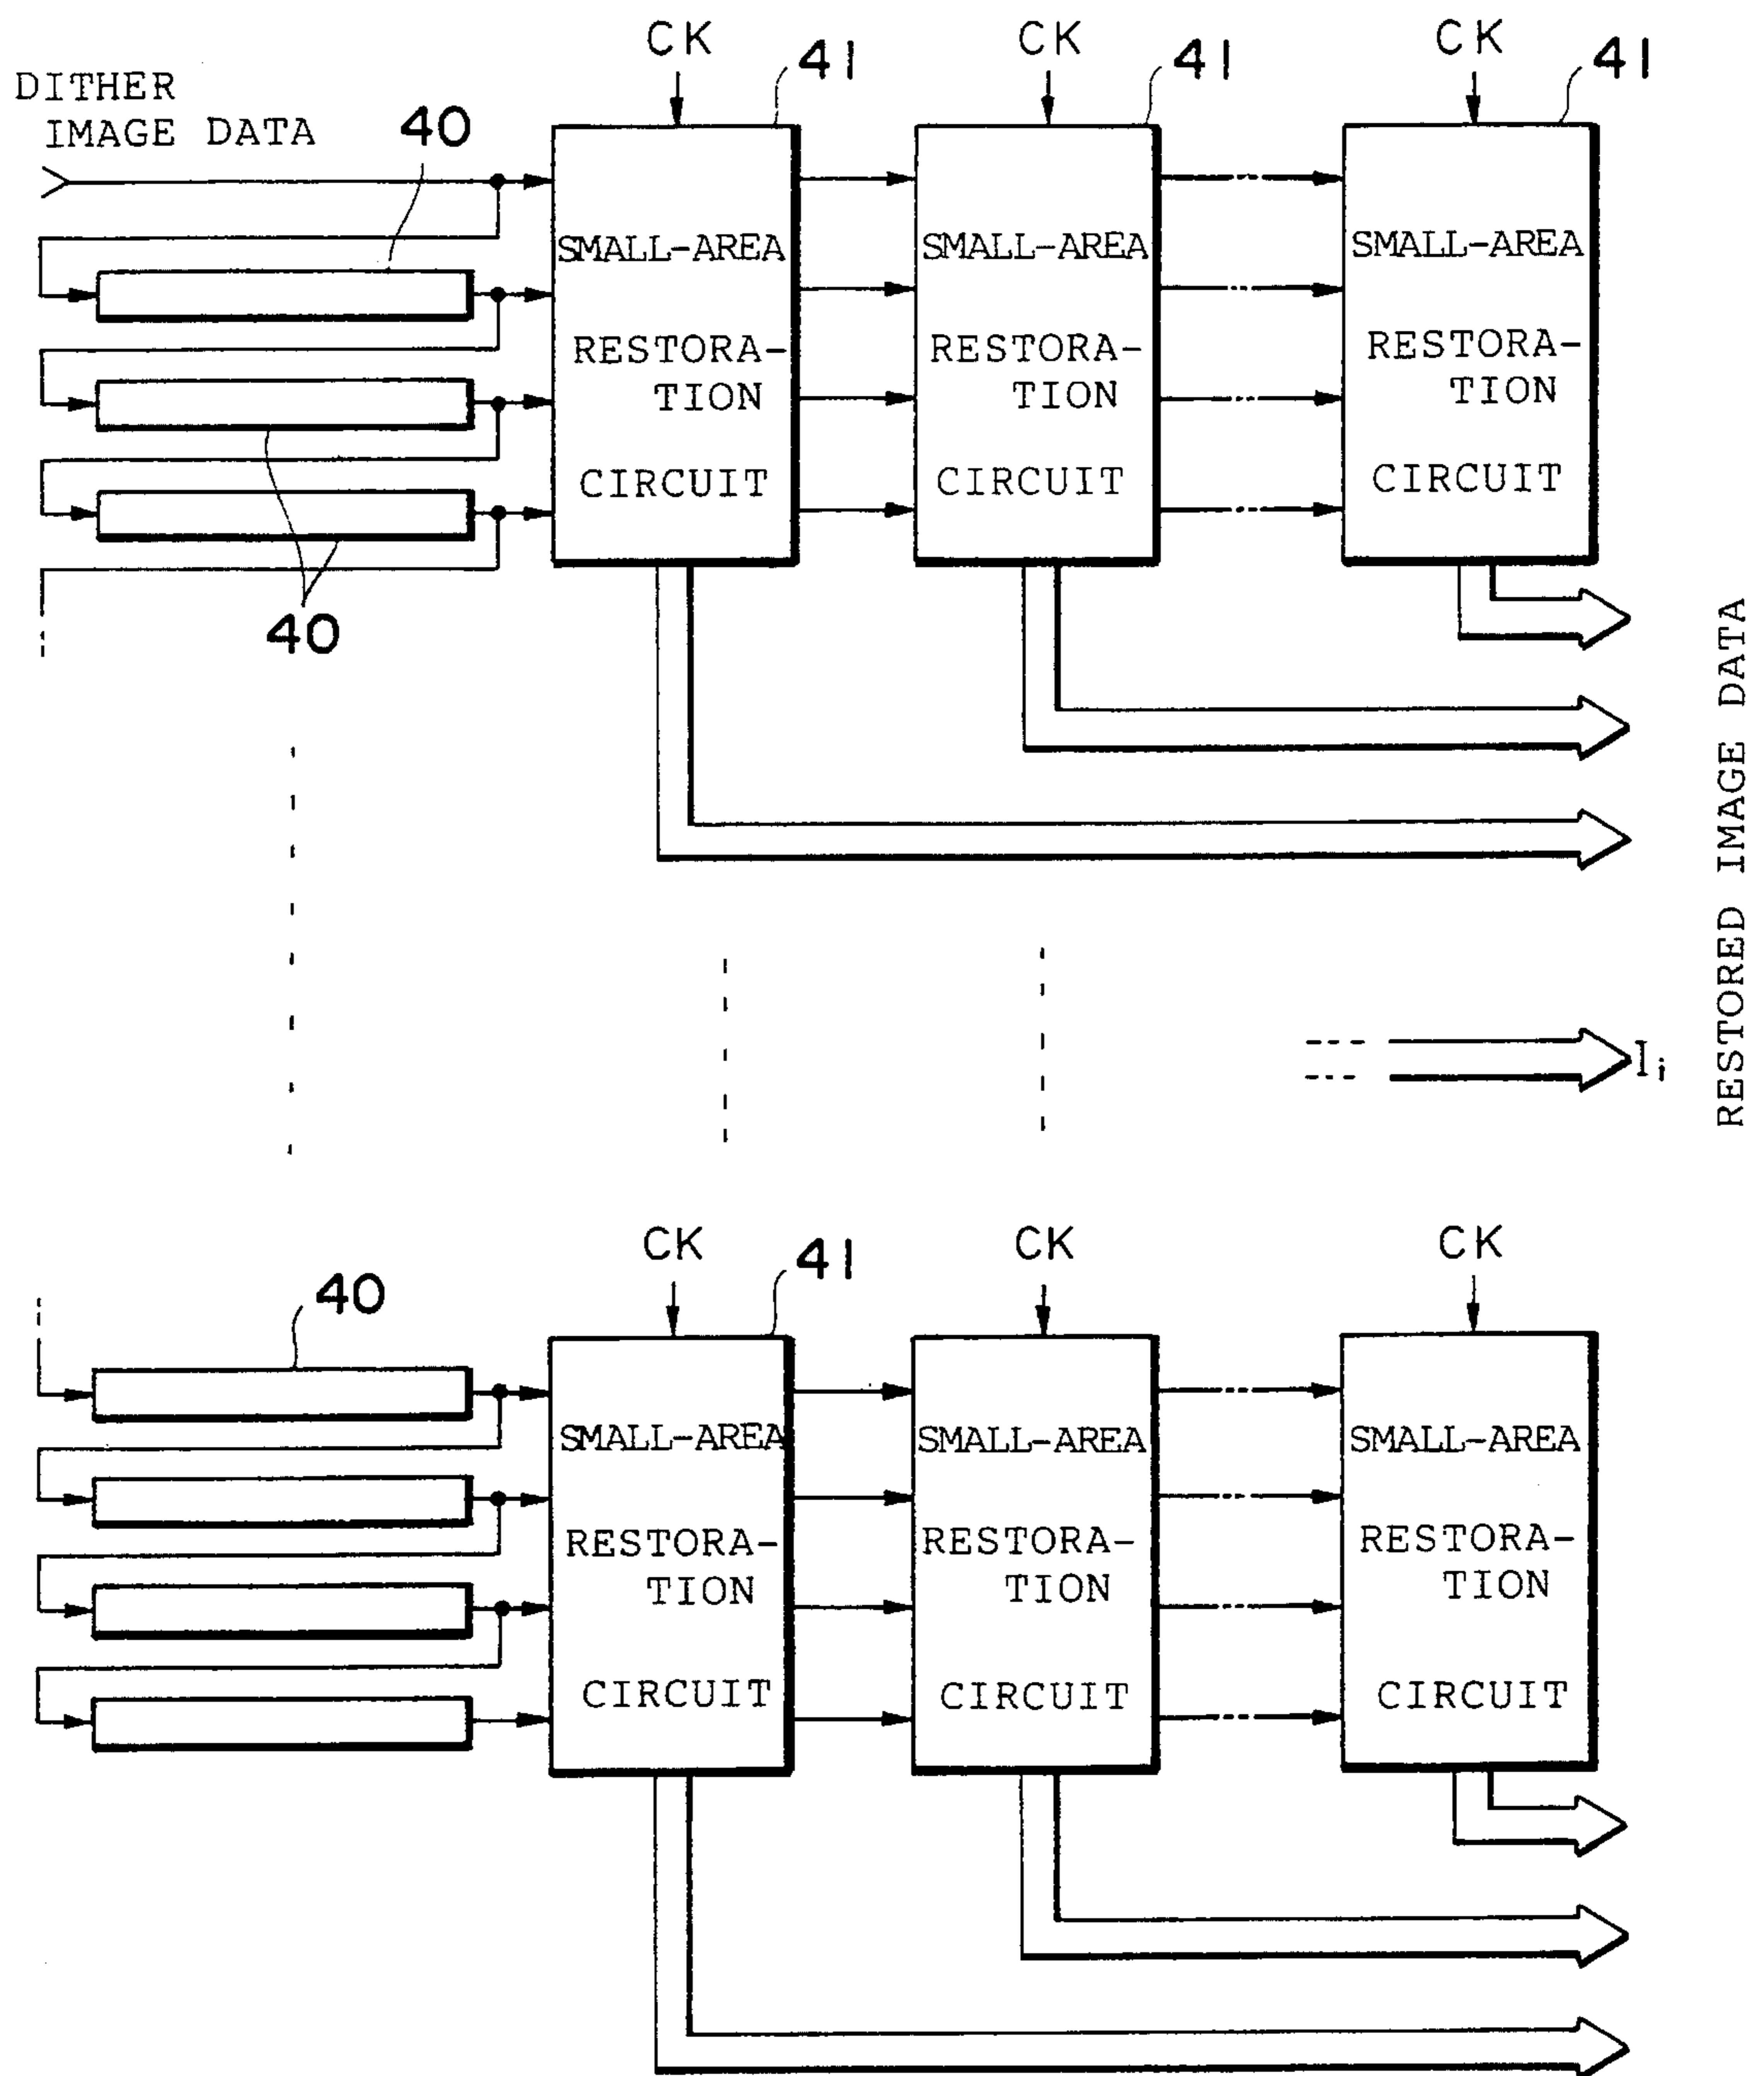 CK
41
CK
41
CK
41
DITHER
IMAGE DATA
40
SMALL-AREA
RESTORA-
TION
CIRCUIT
SMALL-AREA
RESTORA-
TION
CIRCUIT
SMALL-AREA
RESTORA-
TION
CIRCUIT
40
RESTORED IMAGE DATA
Ii
CK
41
CK
CK
40
SMALL-AREA
RESTORA-
TION
CIRCUIT
SMALL-AREA
RESTORA-
TION
CIRCUIT
SMALL-AREA
RESTORA-
TION
CIRCUIT